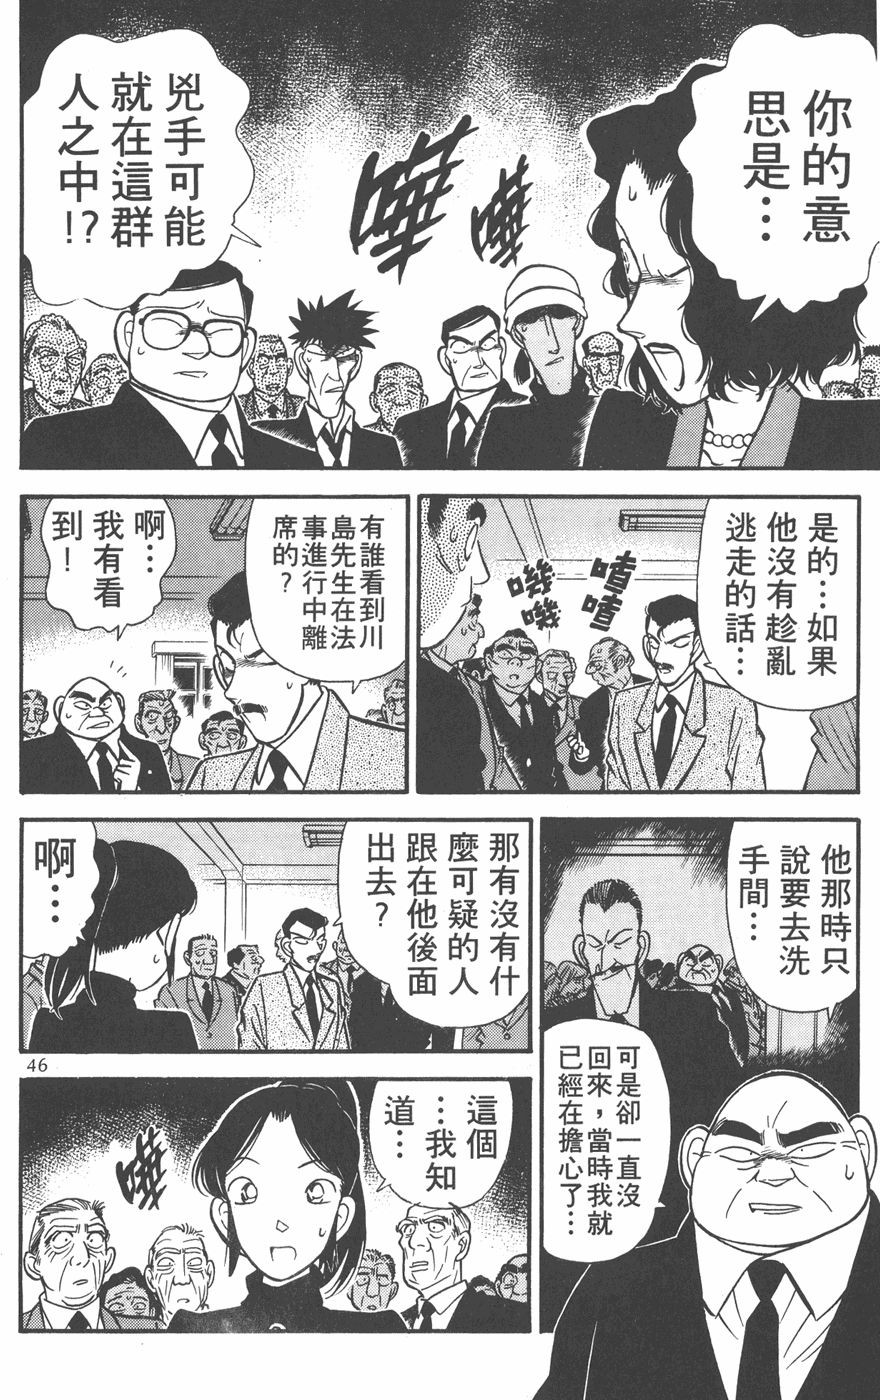 你的意
思是…
兇手可能
就在這群
人之中!?
嘩
嘩
是的…如果
他沒有趁亂
逃走的話…
喳喳
嘰嘰
有誰看到川
島先生在法
事進行中離
席的?
啊…
我有看
到!
他那時只
說要去洗
手間…
可是卻一直沒
回來,當時我就
已經在擔心了…
那有沒有什
麼可疑的人
跟在他後面
出去?
啊…
46
這個
…我知
道…
嘩